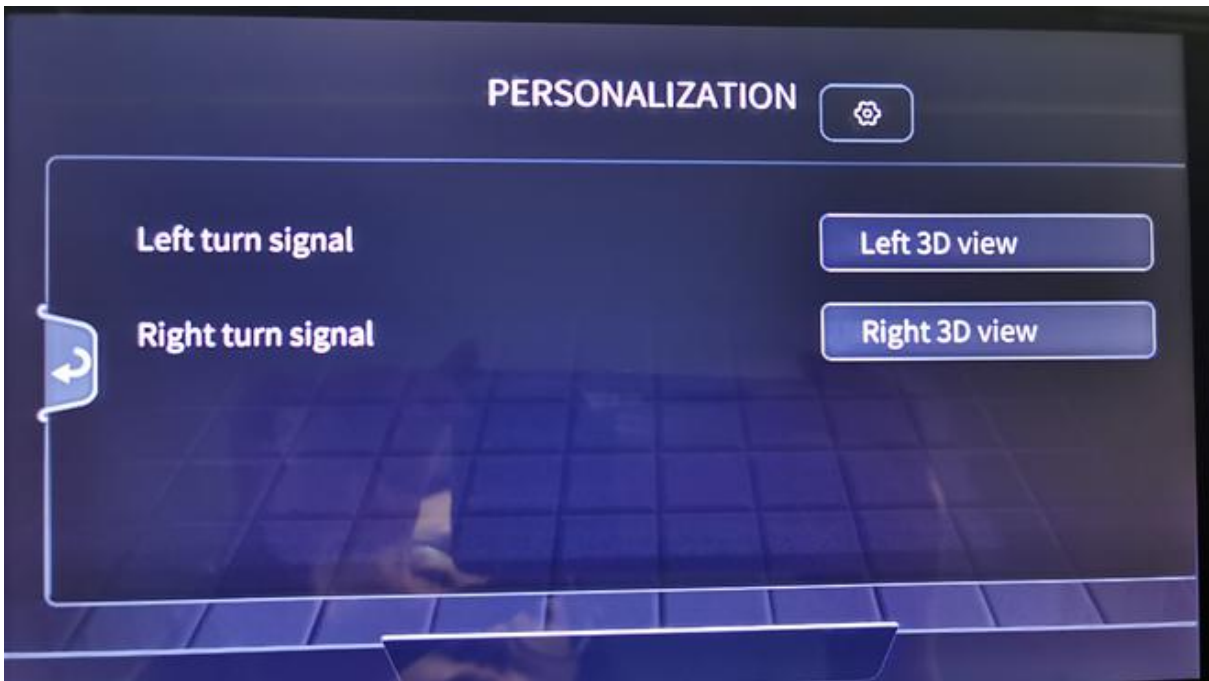 PERSONALIZATION
Left turn signal
Left 3D view
Right turn signal
Right 3D view